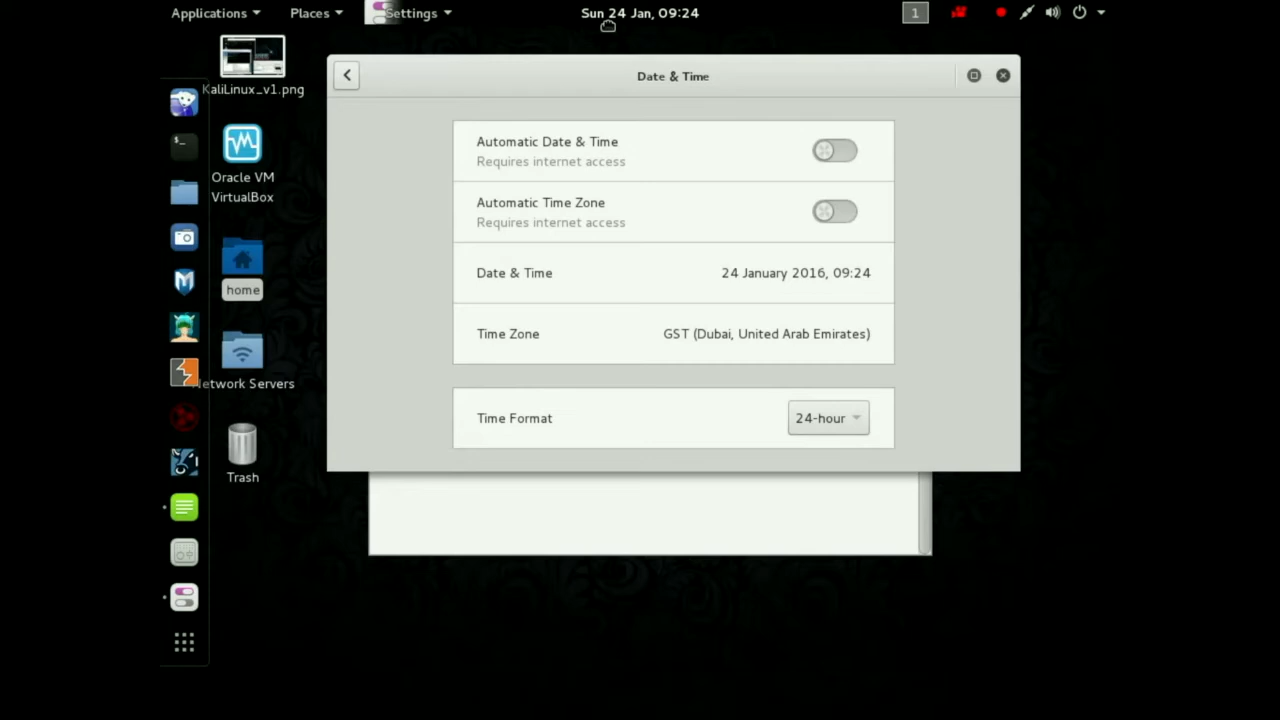 Applications Places Settings Sun 24 Jan, 09:24 1
KaliLinux_v1.png
Oracle VM
VirtualBox
home
Network Servers
Trash
$_
Date & Time
Automatic Date & Time
Requires internet access
Automatic Time Zone
Requires internet access
Date & Time 24 January 2016, 09:24
Time Zone GST (Dubai, United Arab Emirates)
Time Format 24-hour